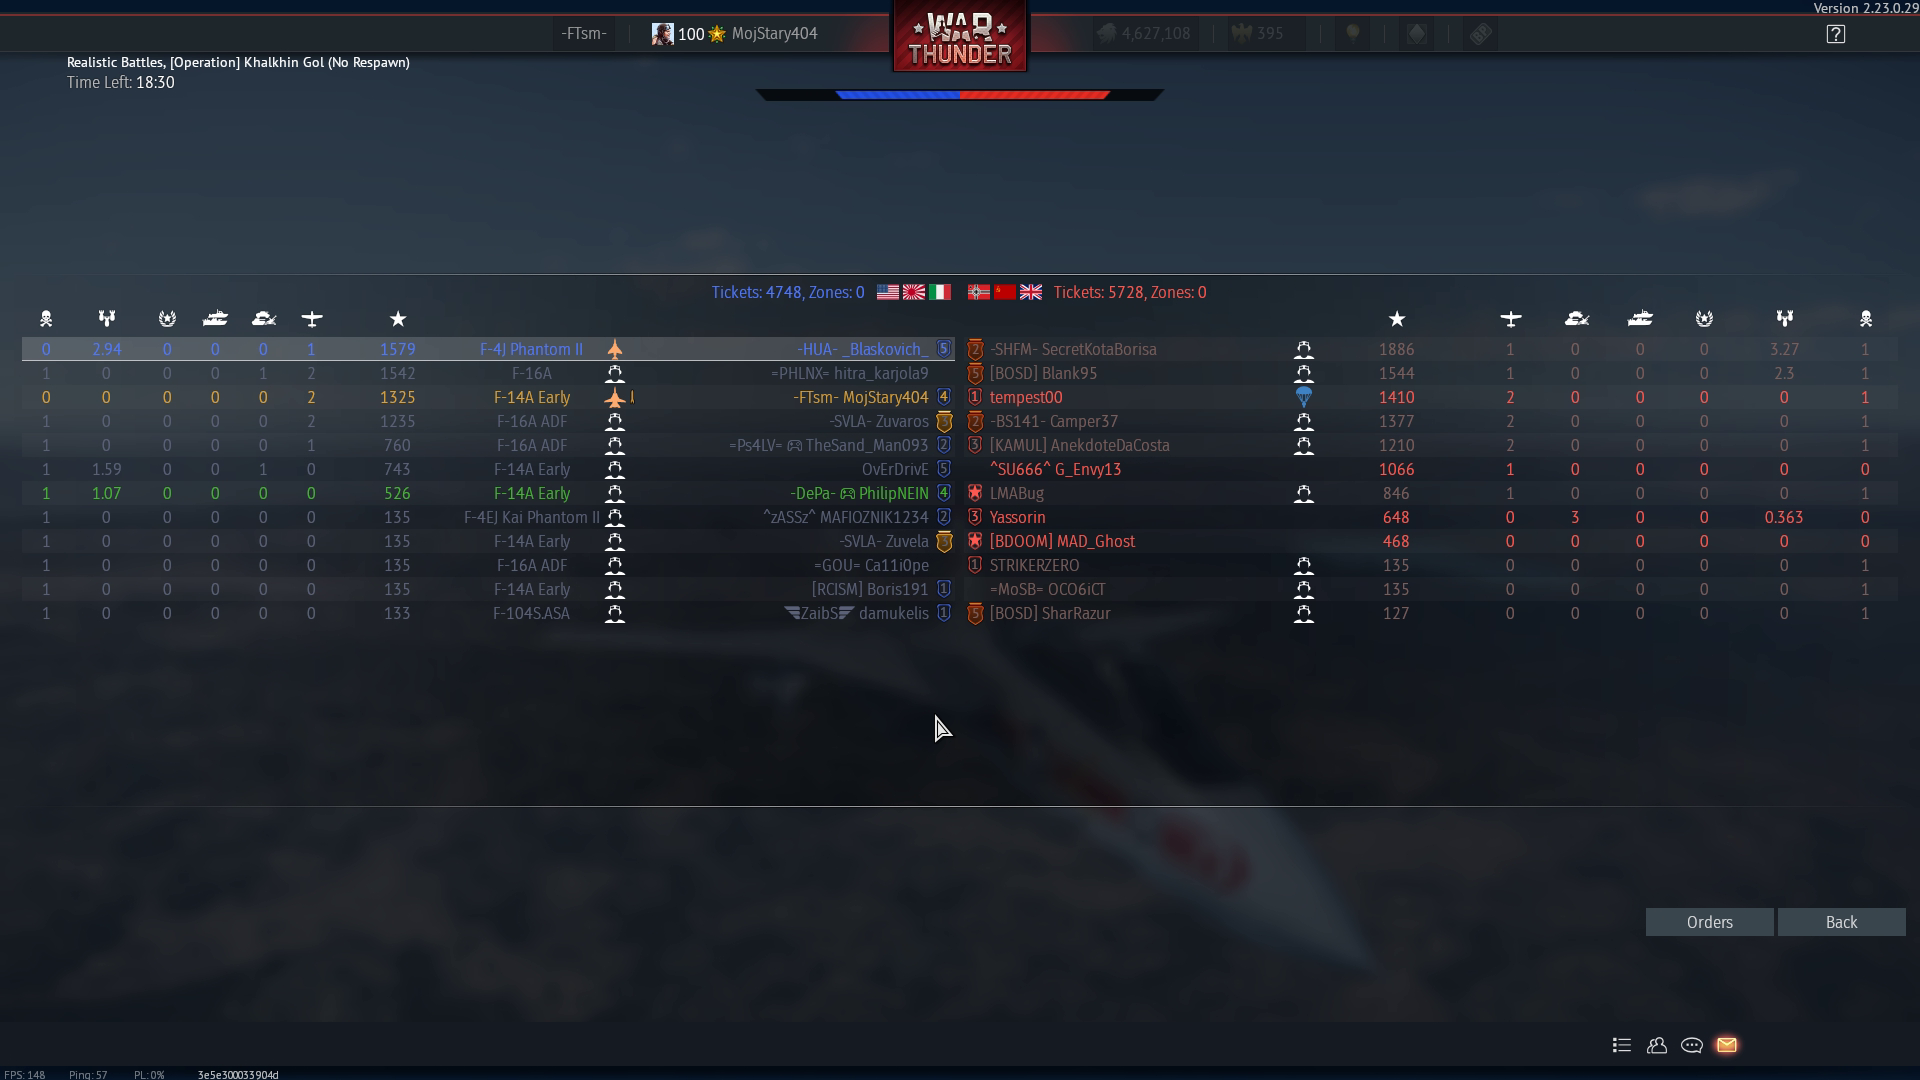 Version 2.23.0.29
-FTsm- 100 MojStary404 WAR THUNDER 4,627,108 395
Realistic Battles, [Operation] Khalkhin Gol (No Respawn)
Time Left: 18:30
Tickets: 4748, Zones: 0 Tickets: 5728, Zones: 0
0 2.94 0 0 0 1 1579 F-4J Phantom II -HUA- _Blaskovich_ 5 2 -SHFM- SecretKotaBorisa 1886 1 0 0 0 3.27 1
1 0 0 0 1 2 1542 F-16A =PHLNX= hitra_karjola9 5 [BOSD] Blank95 1544 1 0 0 0 2.3 1
0 0 0 0 0 2 1325 F-14A Early -FTsm- MojStary404 4 1 tempest00 1410 2 0 0 0 0 1
1 0 0 0 0 2 1235 F-16A ADF -SVLA- Zuvaros 3 2 -BS141- Camper37 1377 2 0 0 0 0 1
1 0 0 0 0 1 760 F-16A ADF =Ps4LV= TheSand_Man093 2 3 [KAMUL] AnekdoteDaCosta 1210 2 0 0 0 0 1
1 1.59 0 0 1 0 743 F-14A Early OvErDrivE 5 ^SU666^ G_Envy13 1066 1 0 0 0 0 0
1 1.07 0 0 0 0 526 F-14A Early -DePa- PhilipNEIN 4 LMABug 846 1 0 0 0 0 1
1 0 0 0 0 0 135 F-4EJ Kai Phantom II ^zASSz^ MAFIOZNIK1234 2 3 Yassorin 648 0 3 0 0 0.363 0
1 0 0 0 0 0 135 F-14A Early -SVLA- Zuvela 3 [BDOOM] MAD_Ghost 468 0 0 0 0 0 0
1 0 0 0 0 0 135 F-16A ADF =GOU= Ca11i0pe 1 STRIKERZERO 135 0 0 0 0 0 1
1 0 0 0 0 0 135 F-14A Early [RCISM] Boris191 1 =MoSB= OCO6iCT 135 0 0 0 0 0 1
1 0 0 0 0 0 133 F-104S.ASA ZaibS damukelis 1 5 [BOSD] SharRazur 127 0 0 0 0 0 1
Orders Back
FPS: 148 Ping: 57 PL: 0% 3e5e300033904d